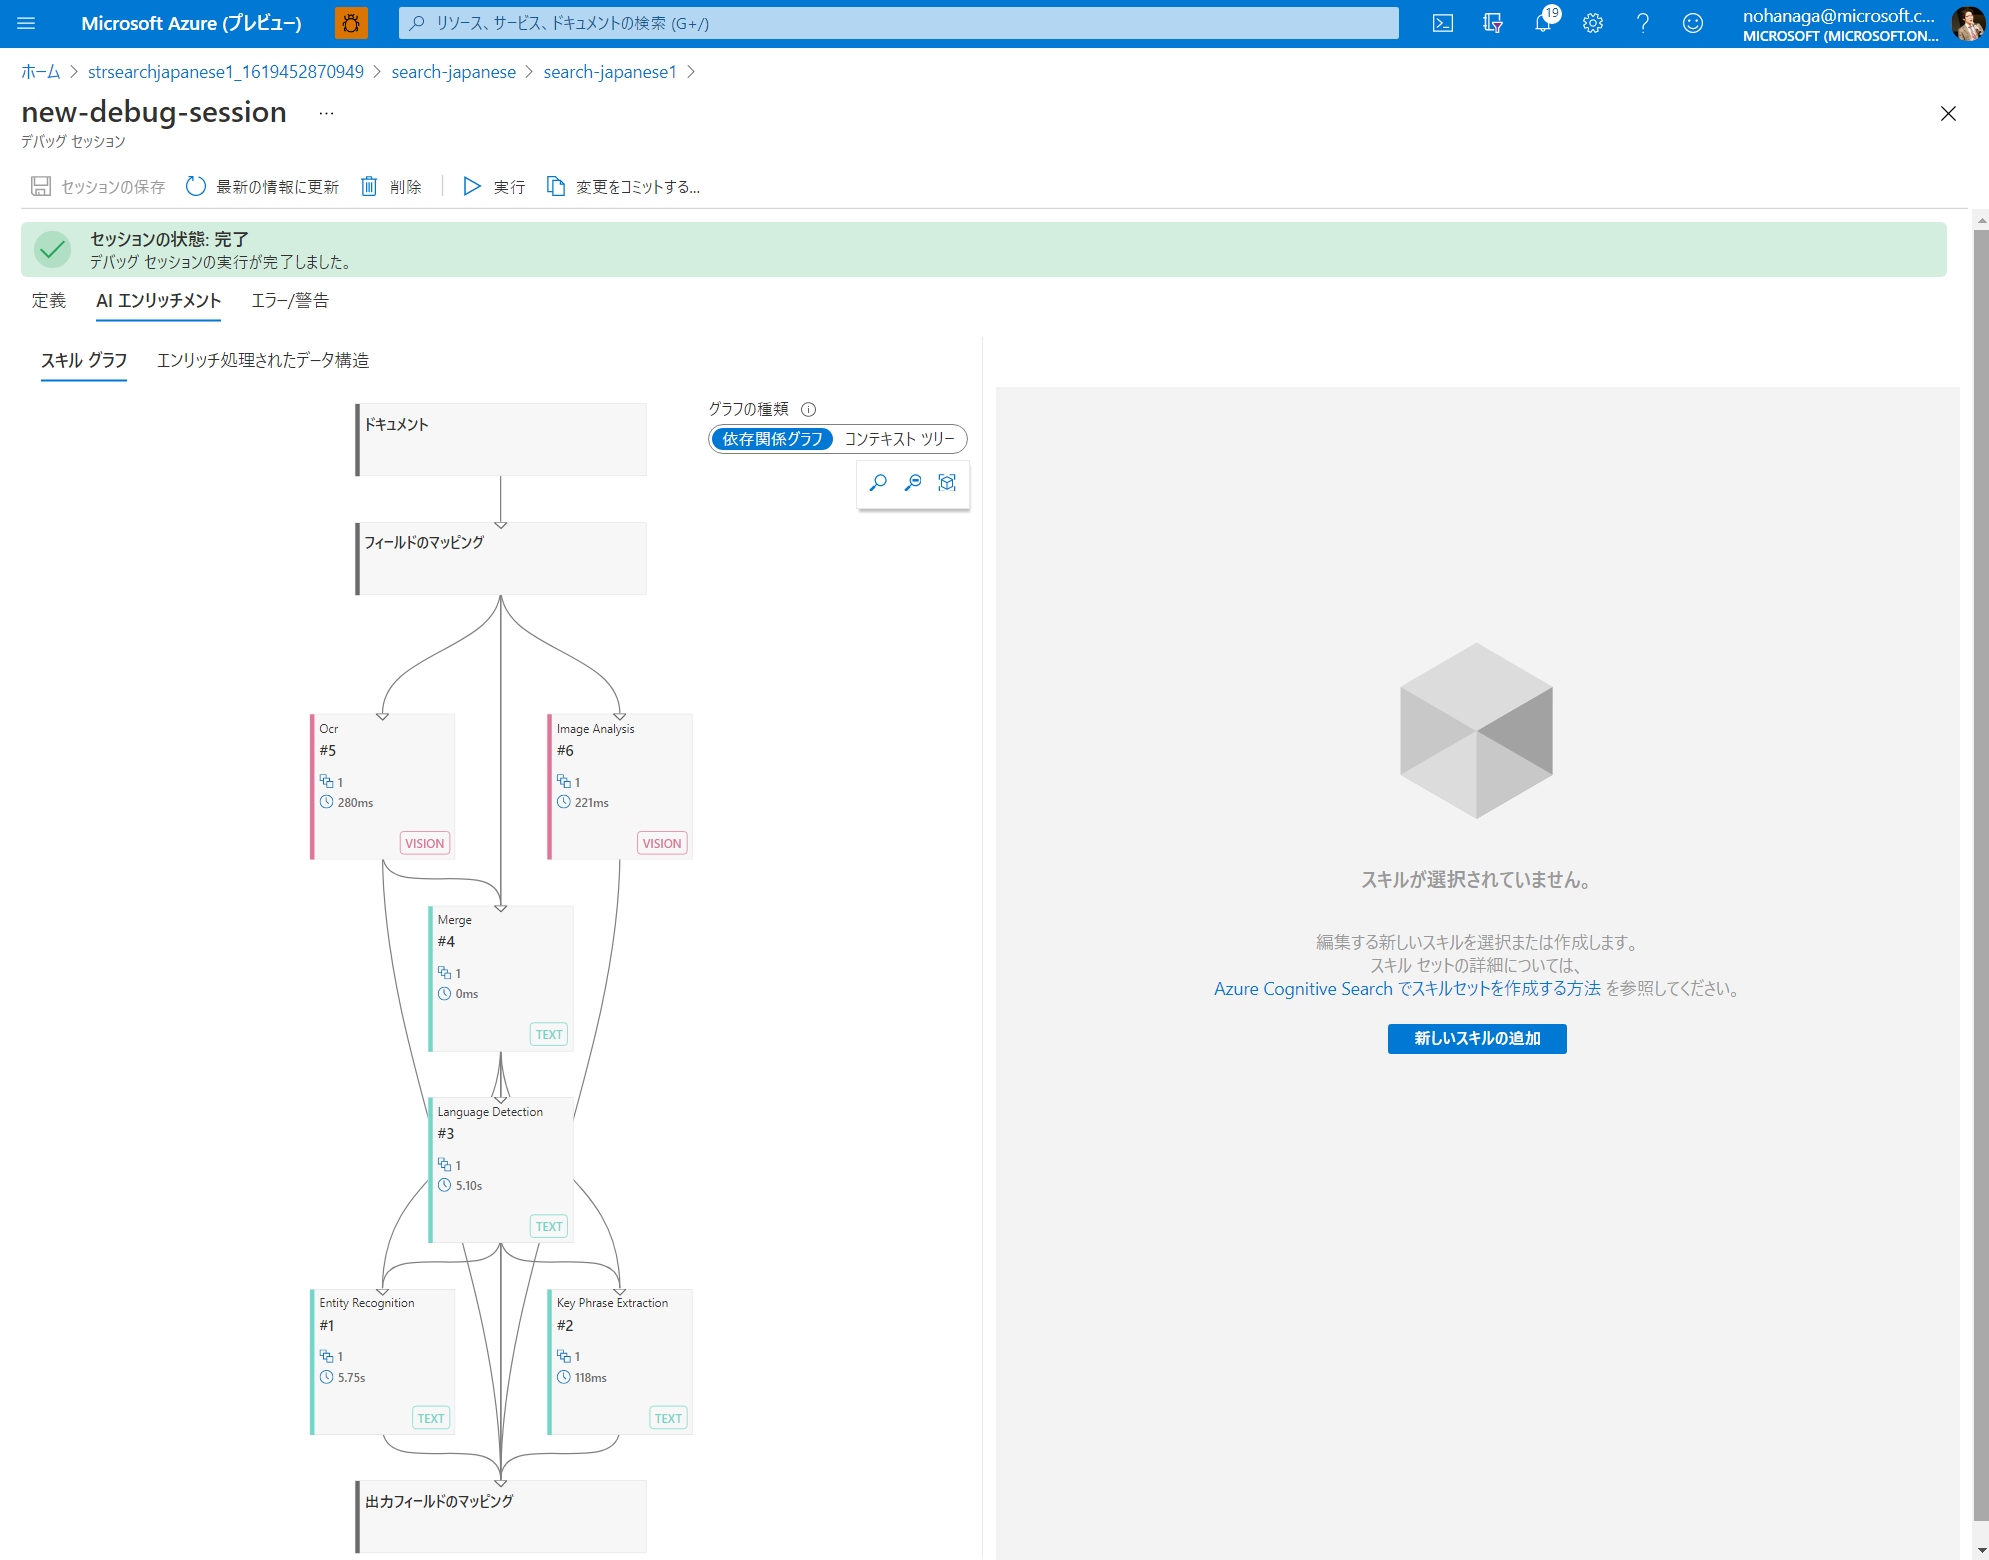 Microsoft Azure (プレビュー)
リソース、サービス、ドキュメントの検索 (G+/)
19
nohanaga@microsoft.c...
MICROSOFT (MICROSOFT.ON...
ホーム > strsearchjapanese1_1619452870949 > search-japanese > search-japanese1 >
new-debug-session ...
デバッグ セッション
セッションの保存 最新の情報に更新 削除 実行 変更をコミットする...
セッションの状態: 完了
デバッグ セッションの実行が完了しました。
定義 AI エンリッチメント エラー/警告
スキル グラフ エンリッチ処理されたデータ構造
グラフの種類
依存関係グラフ コンテキスト ツリー
ドキュメント
フィールドのマッピング
Ocr
#5
1
280ms
VISION
Image Analysis
#6
1
221ms
VISION
Merge
#4
1
0ms
TEXT
Language Detection
#3
1
5.10s
TEXT
Entity Recognition
#1
1
5.75s
TEXT
Key Phrase Extraction
#2
1
118ms
TEXT
出力フィールドのマッピング
スキルが選択されていません。
編集する新しいスキルを選択または作成します。
スキル セットの詳細については、
Azure Cognitive Search でスキルセットを作成する方法 を参照してください。
新しいスキルの追加